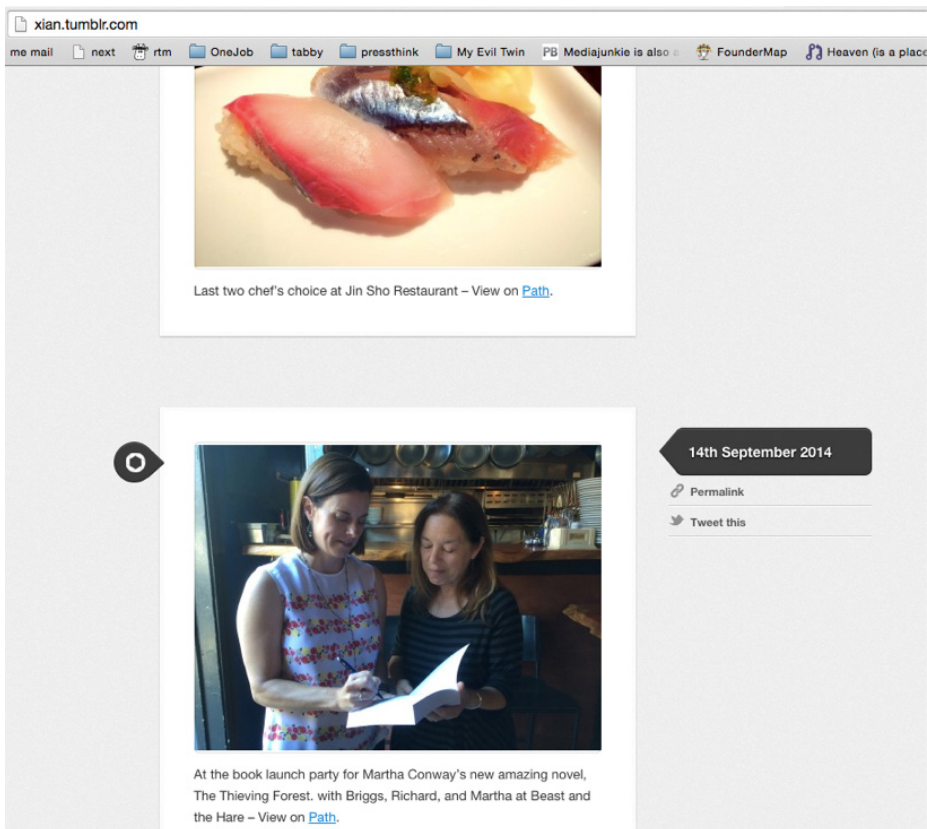 xian.tumblr.com
me mail next rtm OneJob tabby pressthink My Evil Twin PB Mediajunkie is also a FounderMap Heaven (is a place
Last two chef's choice at Jin Sho Restaurant – View on Path.
14th September 2014
Permalink
Tweet this
At the book launch party for Martha Conway's new amazing novel,
The Thieving Forest. with Briggs, Richard, and Martha at Beast and
the Hare – View on Path.